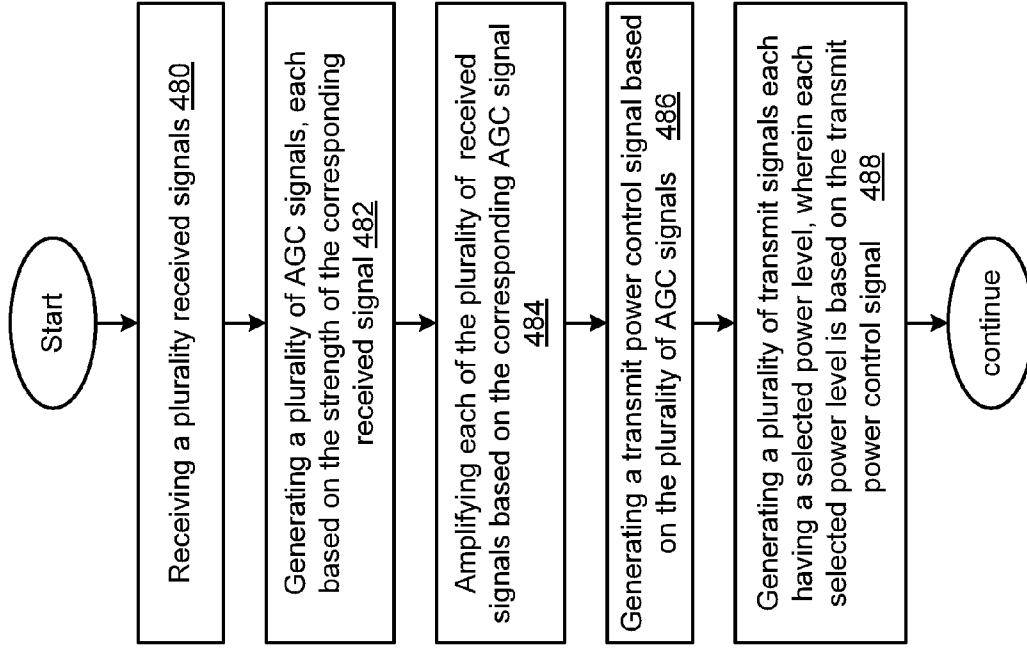 Start
Receiving a plurality received signals 480
Generating a plurality of AGC signals, each
based on the strength of the corresponding
received signal 482
Amplifying each of the plurality of received
signals based on the corresponding AGC signal
484
Generating a transmit power control signal based
on the plurality of AGC signals 486
Generating a plurality of transmit signals each
having a selected power level, wherein each
selected power level is based on the transmit
power control signal 488
continue